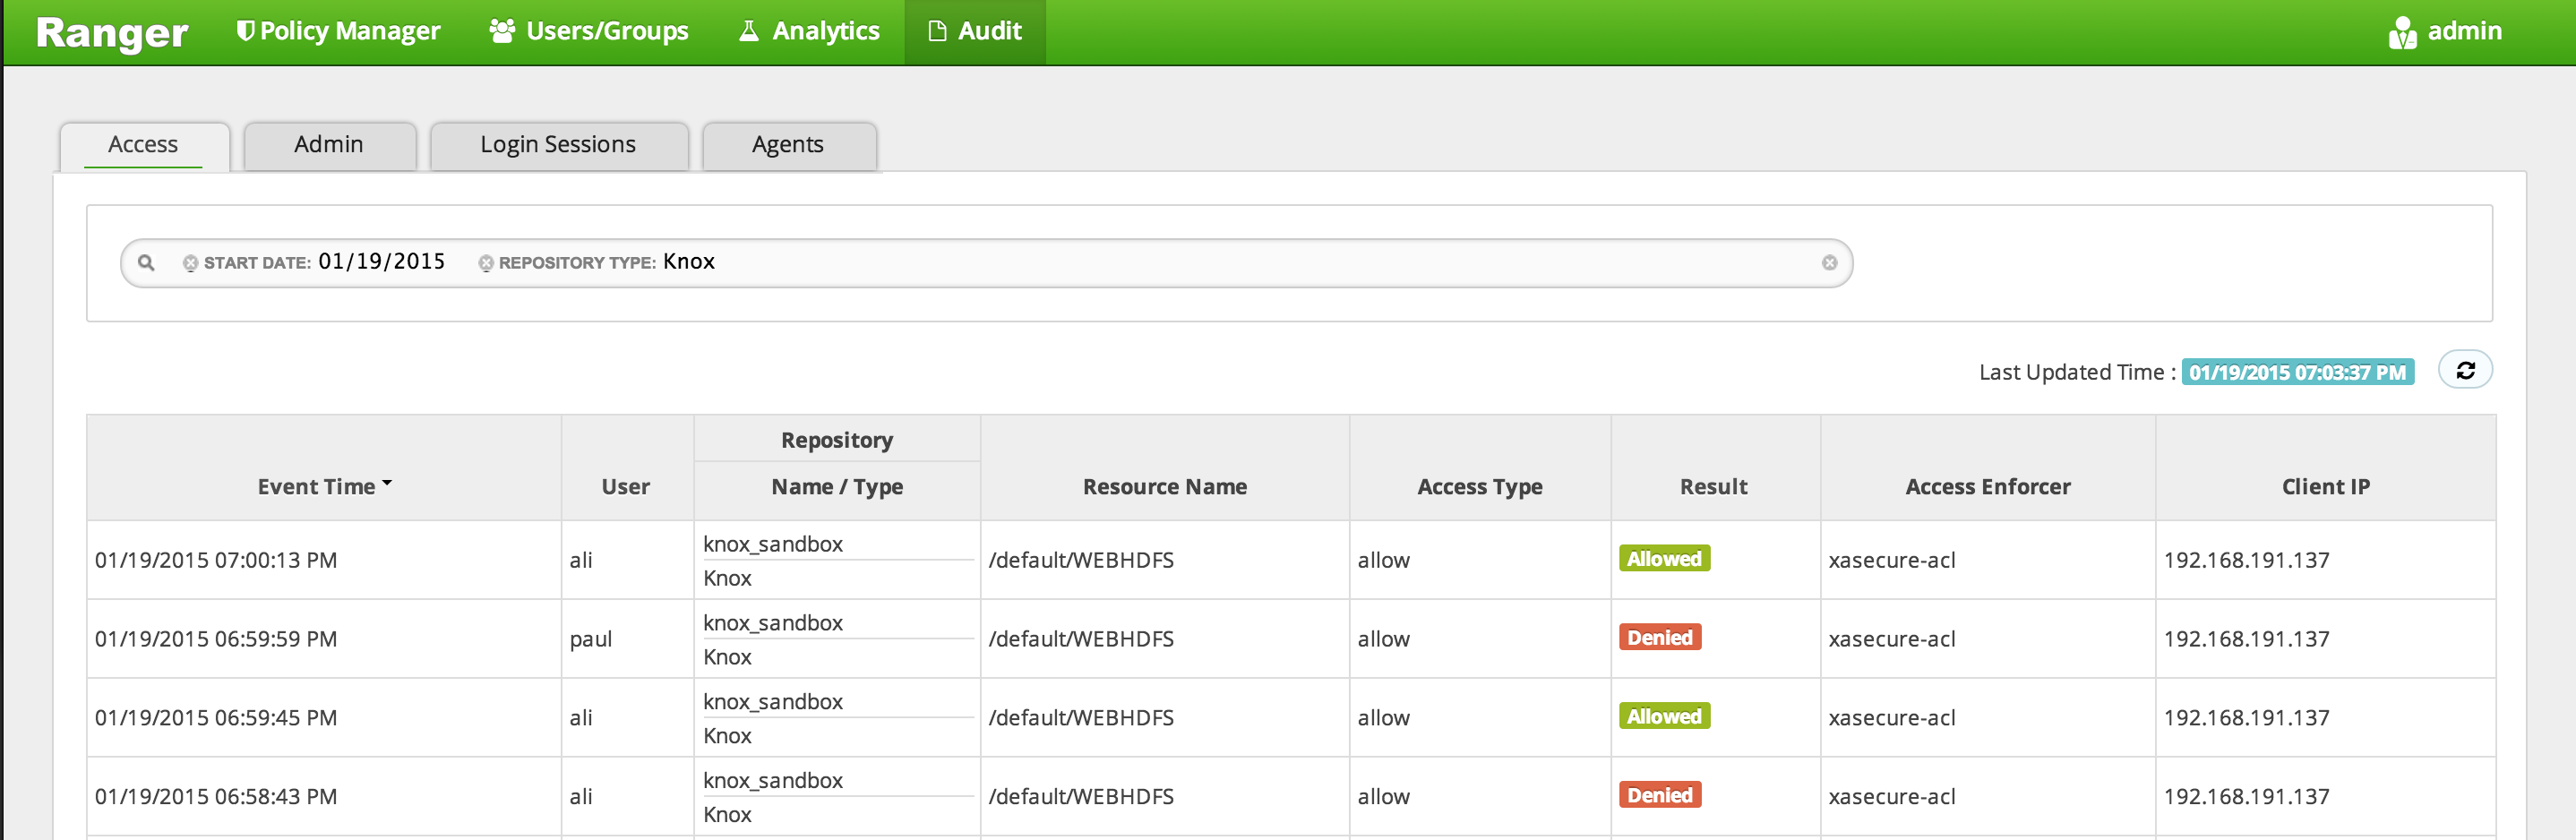 Ranger Policy Manager Users/Groups Analytics Audit admin
Access Admin Login Sessions Agents
START DATE: 01/19/2015 REPOSITORY TYPE: Knox
Last Updated Time : 01/19/2015 07:03:37 PM
Repository
Event Time User Name / Type Resource Name Access Type Result Access Enforcer Client IP
01/19/2015 07:00:13 PM ali knox_sandbox Knox /default/WEBHDFS allow Allowed xasecure-acl 192.168.191.137
01/19/2015 06:59:59 PM paul knox_sandbox Knox /default/WEBHDFS allow Denied xasecure-acl 192.168.191.137
01/19/2015 06:59:45 PM ali knox_sandbox Knox /default/WEBHDFS allow Allowed xasecure-acl 192.168.191.137
01/19/2015 06:58:43 PM ali knox_sandbox Knox /default/WEBHDFS allow Denied xasecure-acl 192.168.191.137